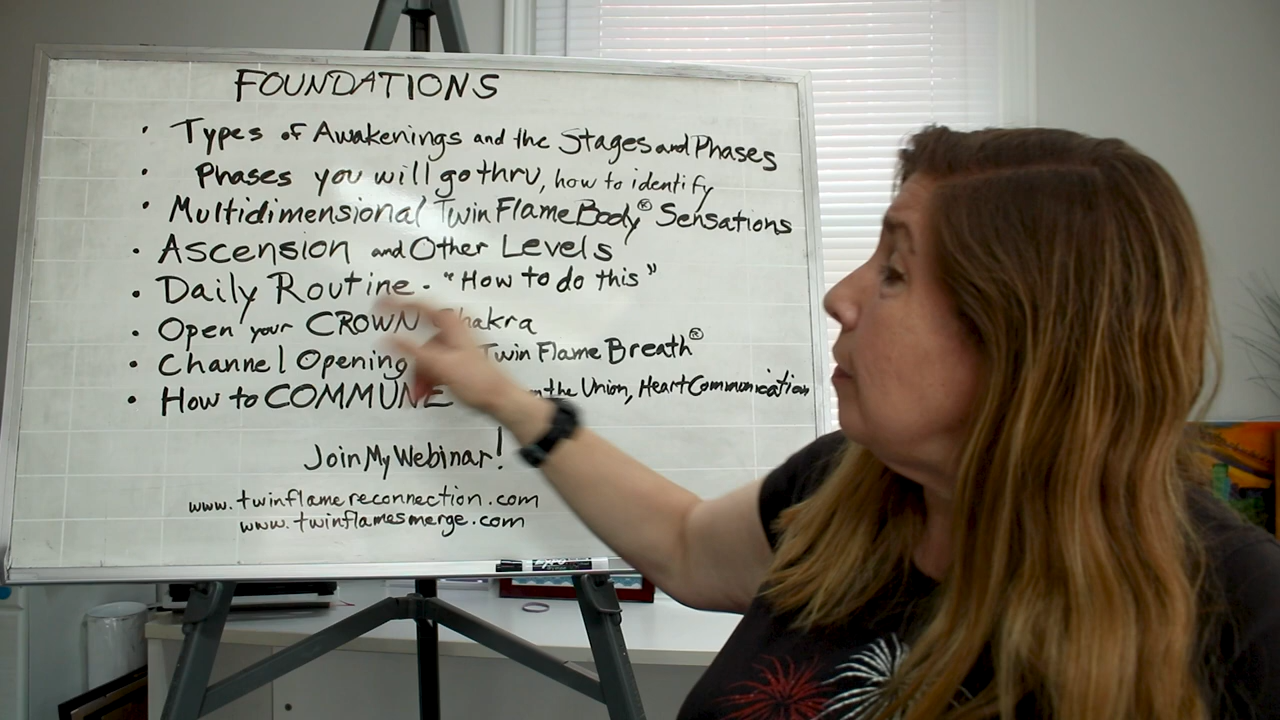 FOUNDATIONS
• Types of Awakenings and the Stages and Phases
• Phases you will go thru, how to identify
• Multidimensional Twin Flame Body® Sensations
• Ascension and Other Levels
• Daily Routine - "How to do this"
• Open your CROWN Chakra
• Channel Opening Twin Flame Breath®
• How to COMMUNE the Union, Heart Communication
Join My Webinar!
www.twinflamereconnection.com
www.twinflamesmerge.com